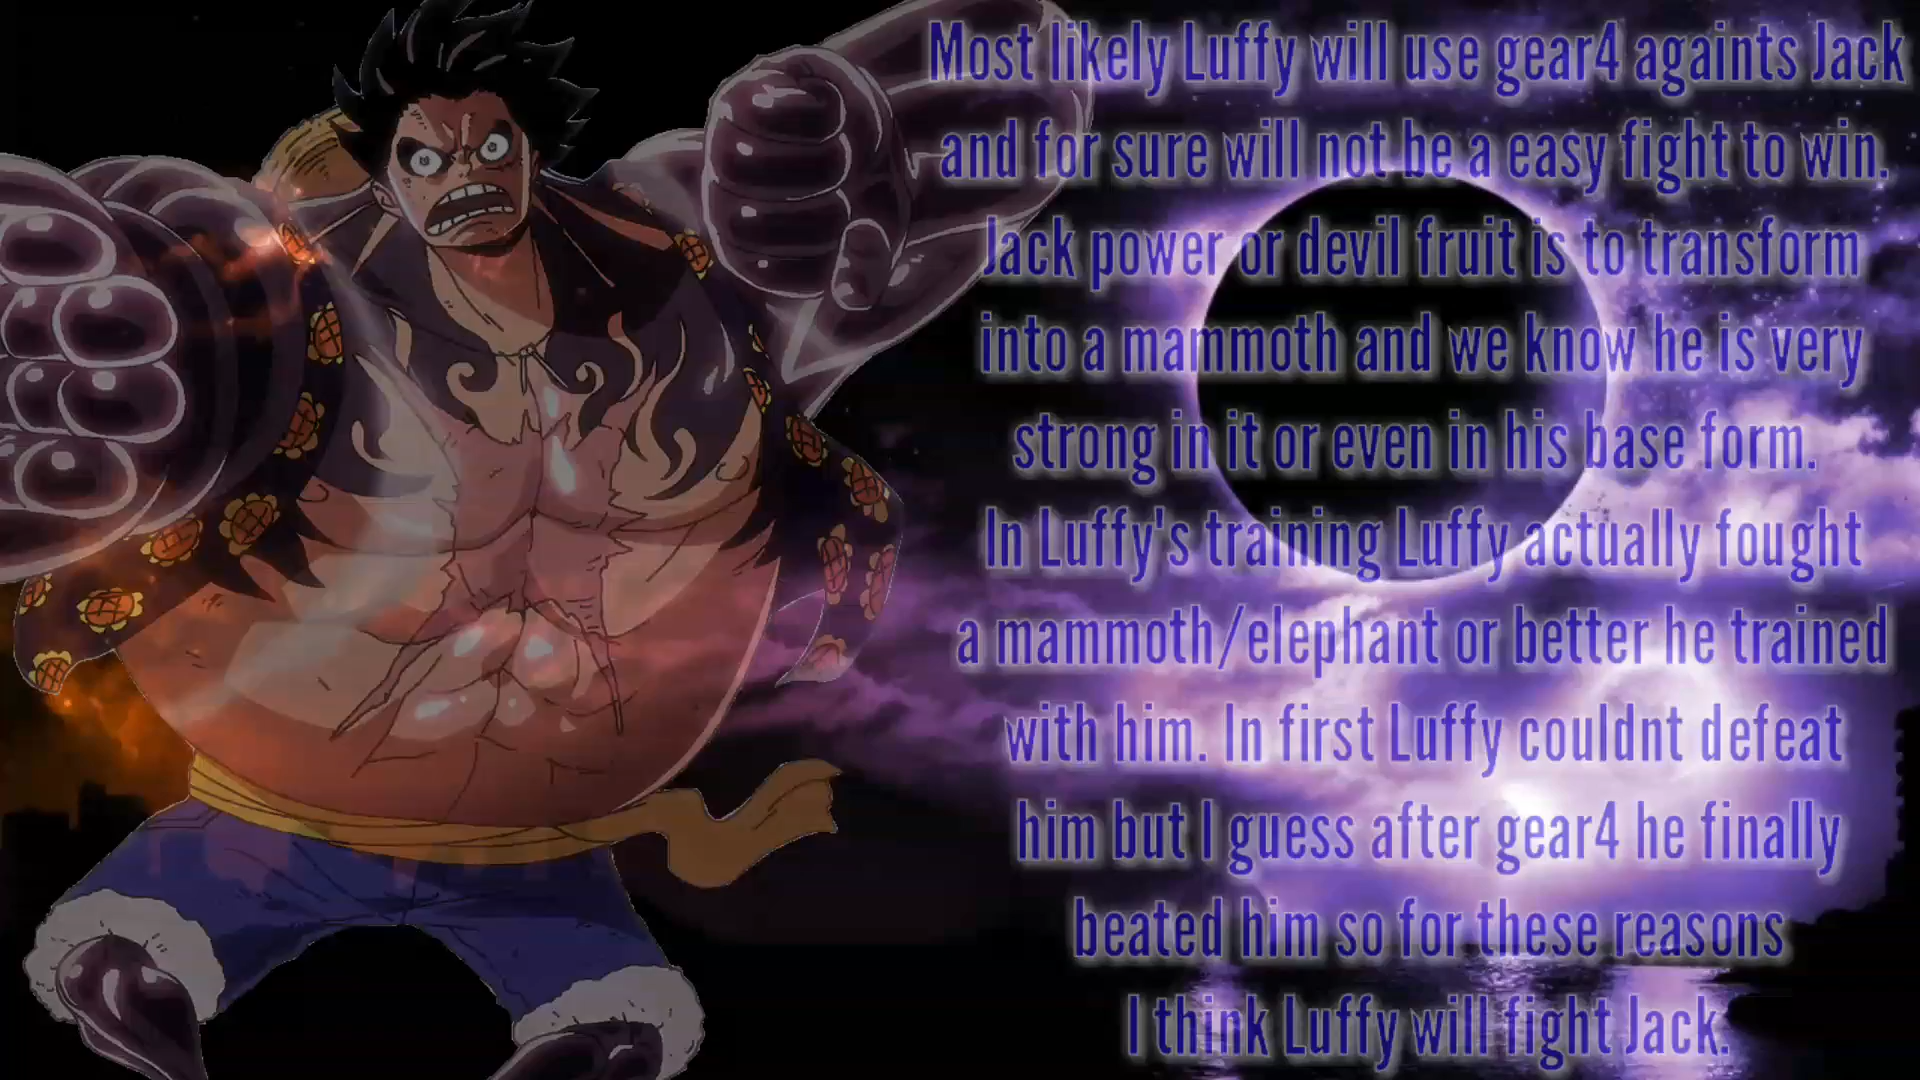 Most likely Luffy will use gear4 againts Jack
and for sure will not be a easy fight to win.
Jack power or devil fruit is to transform
into a mammoth and we know he is very
strong in it or even in his base form.
In Luffy's training Luffy actually fought
a mammoth/elephant or better he trained
with him. In first Luffy couldnt defeat
him but I guess after gear4 he finally
beated him so for these reasons
I think Luffy will fight Jack.